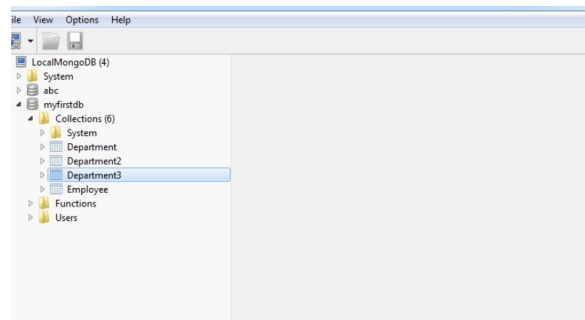 ile View Options Help
LocalMongoDB (4)
System
abc
myfirstdb
Collections (6)
System
Department
Department2
Department3
Employee
Functions
Users